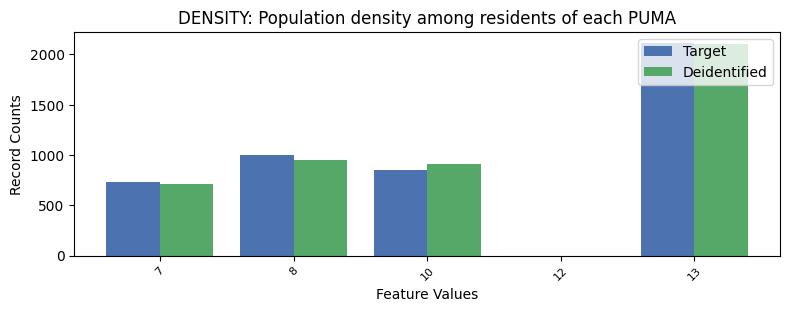 DENSITY: Population density among residents of each PUMA
Record Counts
2000
1500
1000
500
0
Target
Deidentified
7
8
10
12
13
Feature Values